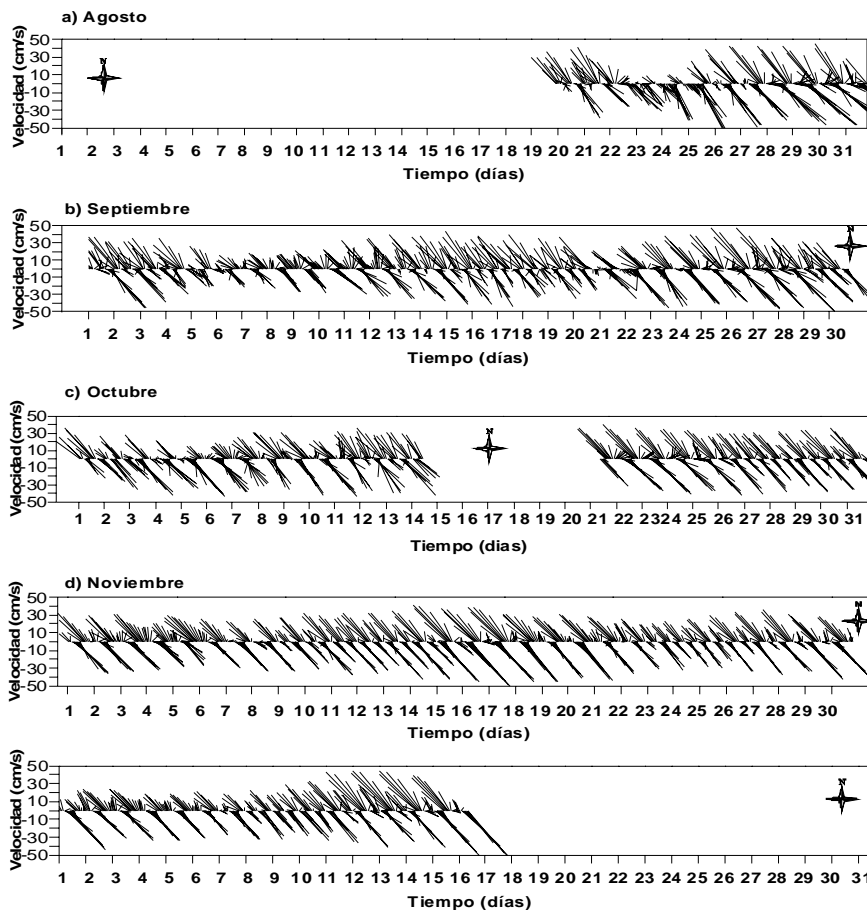 a) Agosto
N
Velocidad (cm/s)
50
30
10
-10
-30
-50
1 2 3 4 5 6 7 8 9 10 11 12 13 14 15 16 17 18 19 20 21 22 23 24 25 26 27 28 29 30 31
Tiempo (días)
b) Septiembre
N
Velocidad (cm/s)
50
30
10
-10
-30
-50
1 2 3 4 5 6 7 8 9 10 11 12 13 14 15 16 17 18 19 20 21 22 23 24 25 26 27 28 30
Tiempo (días)
c) Octubre
N
Velocidad (cm/s)
50
30
10
-10
-30
-50
1 2 3 4 5 6 7 8 9 10 11 12 13 14 15 16 17 18 19 20 21 22 23 24 25 26 27 28 29 30 31
Tiempo (dias)
d) Noviembre
N
Velocidad (cm/s)
50
30
10
-10
-30
-50
1 2 3 4 5 6 7 8 9 10 11 12 13 14 15 16 17 18 19 20 21 22 23 24 25 26 27 28 29 30
Tiempo (días)
N
Velocidad (cm/s)
50
30
10
-10
-30
-50
1 2 3 4 5 6 7 8 9 10 11 12 13 14 15 16 17 18 19 20 21 22 23 24 25 26 27 28 29 30 31
Tiempo (días)